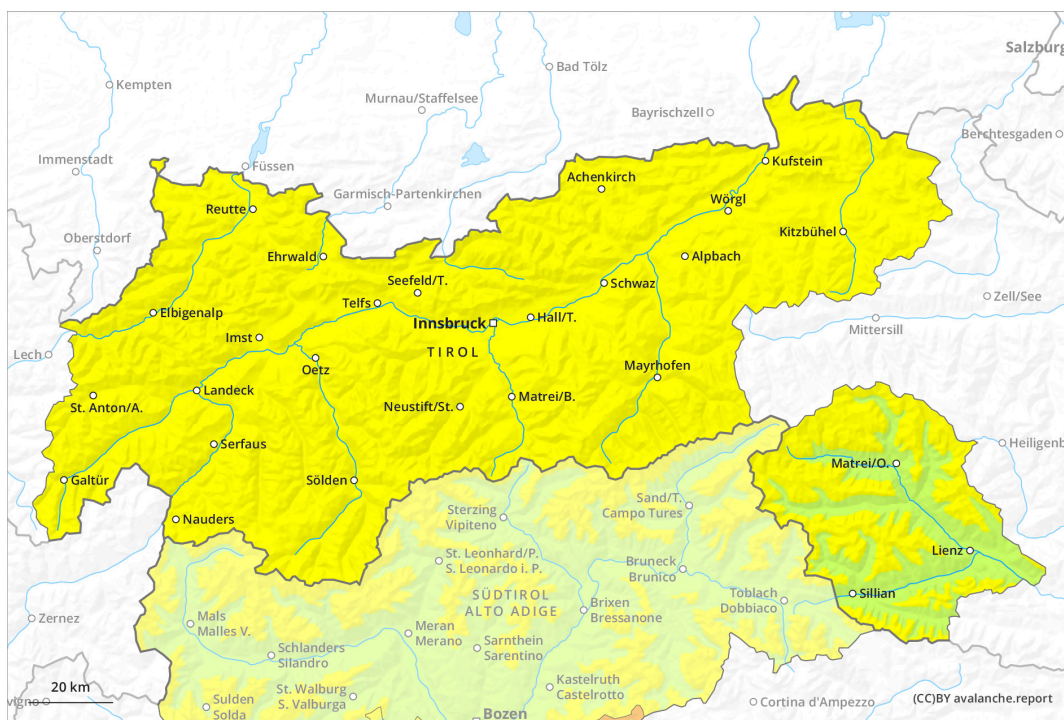 Salzburg
Kempten
Bad Tölz
Murnau/Staffelsee
Bayrischzell
Berchtesgaden
Immenstadt
Füssen
Kufstein
Achenkirch
Garmisch-Partenkirchen
Reutte
Wörgl
Oberstdorf
Kitzbühel
Ehrwald
Alpbach
Seefeld/T.
Schwaz
Zell/See
Telfs
Elbigenalp
Hall/T.
Innsbruck
Mittersill
Imst
Lech
TIROL
Oetz
Mayrhofen
Landeck
St. Anton/A.
Neustift/St.
Matrei/B.
Serfaus
Matrei/O.
Galtür
Sölden
Sand/T.
Campo Tures
Sterzing
Vipiteno
Nauders
St. Leonhard/P.
S. Leonardo i. P.
Lienz
Bruneck
Brunico
SÜDTIROL
ALTO ADIGE
Toblach
Dobbiaco
Sillian
Brixen
Bressanone
Zernez
Mals
Malles V.
Meran
Merano
Sarnthein
Sarentino
Schlanders
Silandro
Kastelruth
Castelrotto
20 km
St. Walburg
S. Valburga
Sulden
Solda
Cortina d'Ampezzo
(CC)BY avalanche.report
Bozen